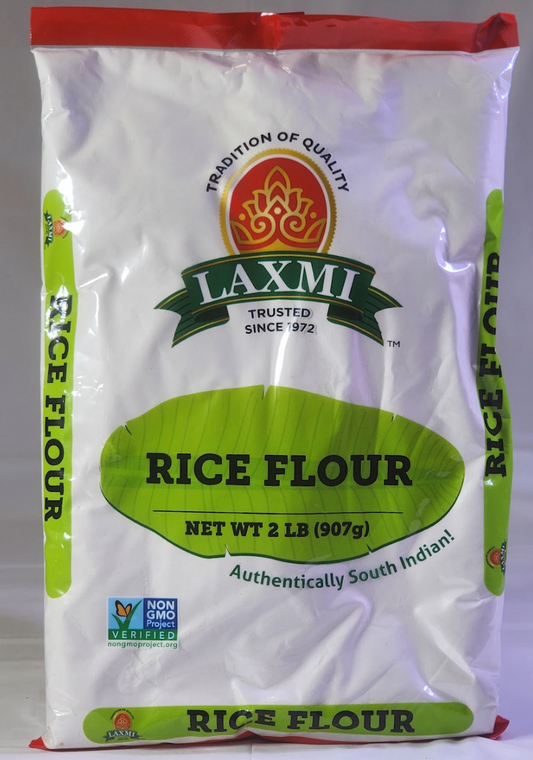 TRADITION OF QUALITY
LAXMI
TRUSTED
SINCE 1972
TM
RICE FLOUR
NET WT 2 LB (907g)
Authentically South Indian!
RICE FLOUR
RICE FLOUR
NON
GMO
Project
VERIFIED
nongmoproject.org
LAXMI
RICE FLOUR